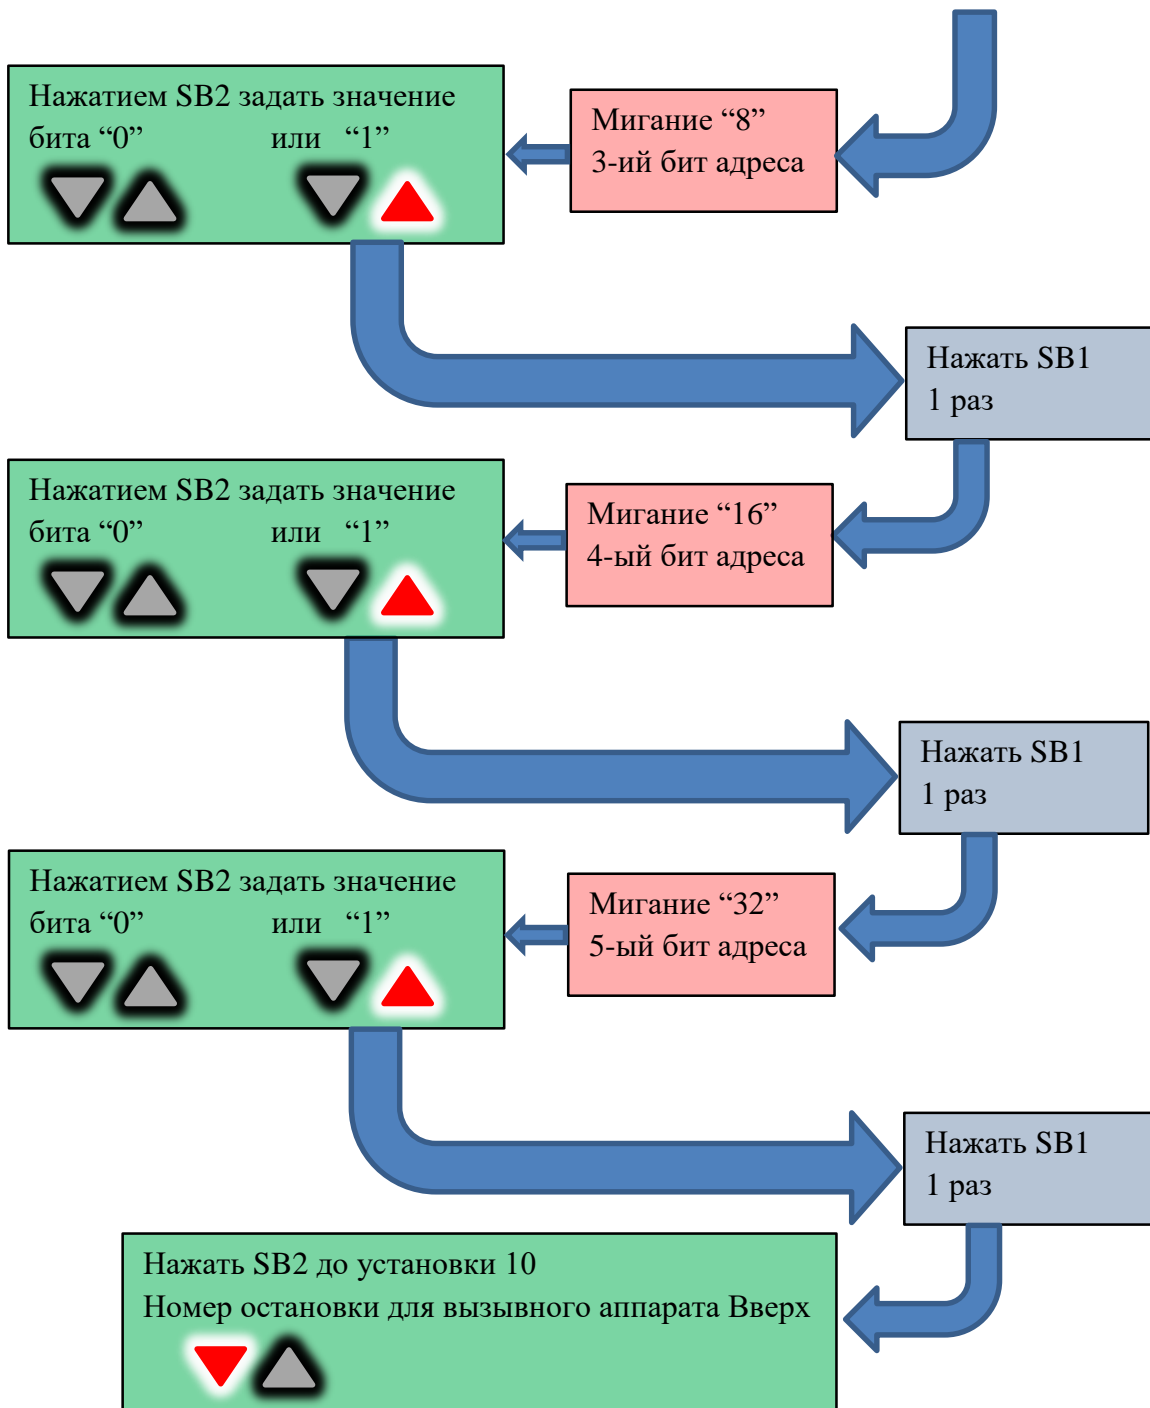 Нажатием SB2 задать значение
бита “0” или “1”
Мигание “8”
3-ий бит адреса
Нажать SB1
1 раз
Нажатием SB2 задать значение
бита “0” или “1”
Мигание “16”
4-ый бит адреса
Нажать SB1
1 раз
Нажатием SB2 задать значение
бита “0” или “1”
Мигание “32”
5-ый бит адреса
Нажать SB1
1 раз
Нажать SB2 до установки 10
Номер остановки для вызывного аппарата Вверх